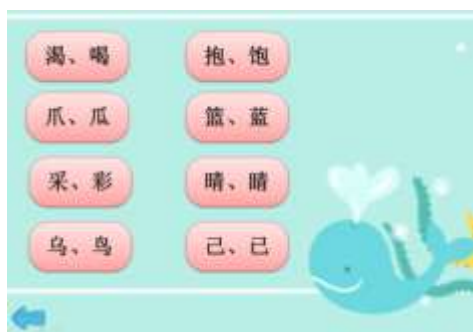 渴、喝 抱、饱
爪、瓜 篮、蓝
采、彩 晴、睛
乌、鸟 己、已